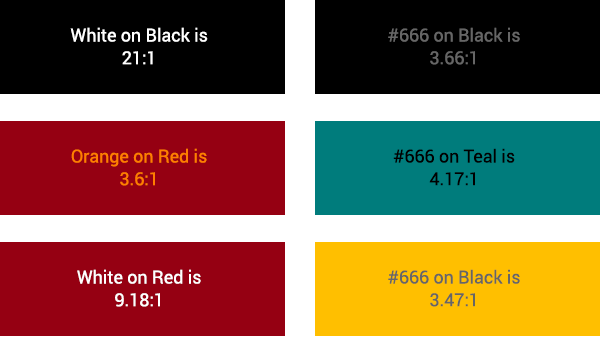 White on Black is
21:1
#666 on Black is
3.66:1
Orange on Red is
3.6:1
#666 on Teal is
4.17:1
White on Red is
9.18:1
#666 on Black is
3.47:1